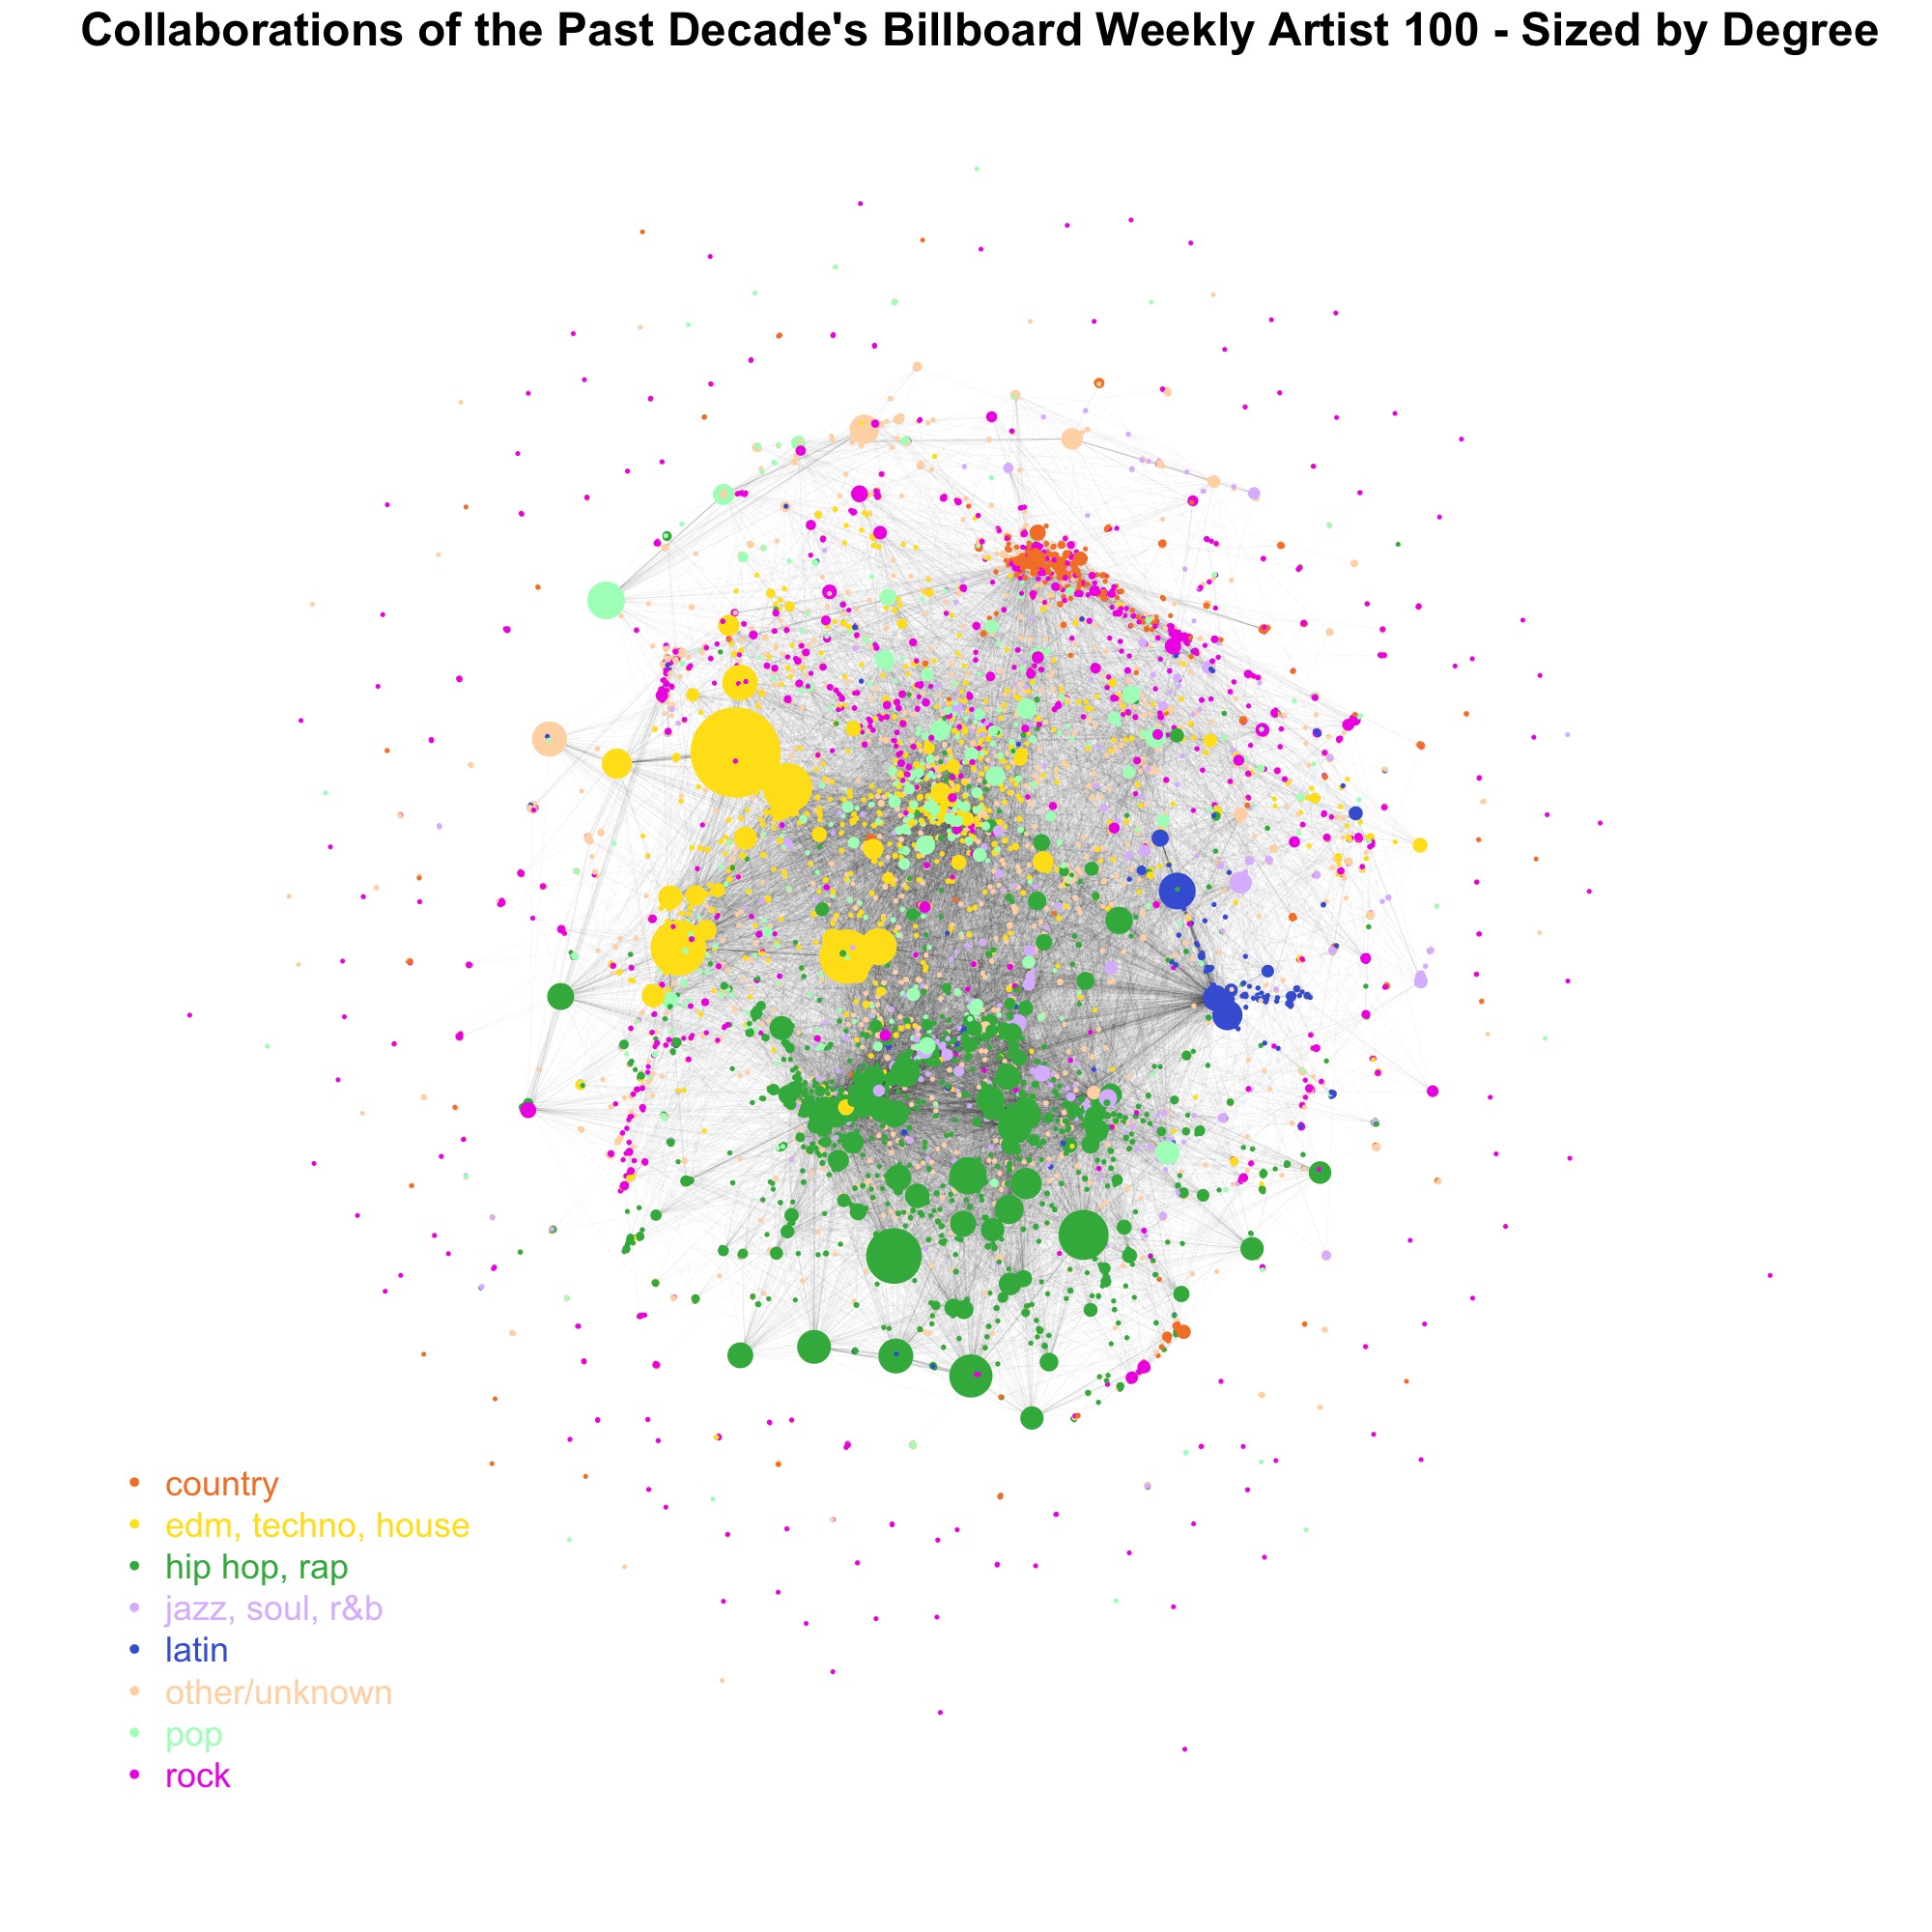 Collaborations of the Past Decade's Billboard Weekly Artist 100 - Sized by Degree
country
edm, techno, house
hip hop, rap
jazz, soul, r&b
latin
other/unknown
pop
rock